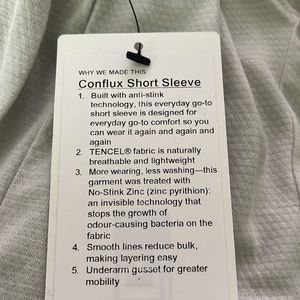 WHY WE MADE THIS
Conflux Short Sleeve
1. Built with anti-stink
technology, this everyday go-to
short sleeve is designed for
everyday go-to comfort so you
can wear it again and again and
again
2. TENCEL® fabric is naturally
breathable and lightweight
3. More wearing, less washing—this
garment was treated with
No-Stink Zinc (zinc pyrithion):
an invisible technology that
stops the growth of
odour-causing bacteria on the
fabric
4. Smooth lines reduce bulk,
making layering easy
5. Underarm gusset for greater
mobility